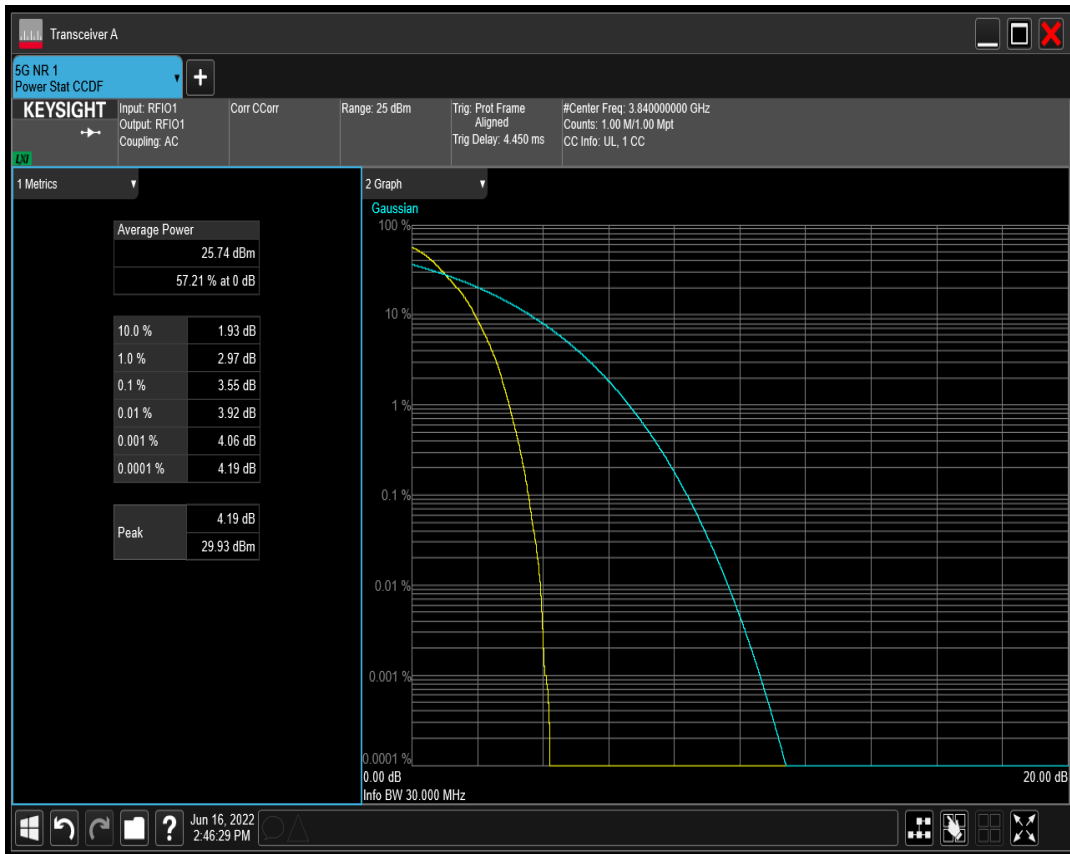 Transceiver A
5G NR 1
Power Stat CCDF
+
KEYSIGHT
LXI
Input: RFIO1
Output: RFIO1
Coupling: AC
Corr CCorr
Range: 25 dBm
Trig: Prot Frame
Aligned
Trig Delay: 4.450 ms
#Center Freq: 3.840000000 GHz
Counts: 1.00 M/1.00 Mpt
CC Info: UL, 1 CC
1 Metrics
Average Power
25.74 dBm
57.21 % at 0 dB
10.0 % 1.93 dB
1.0 % 2.97 dB
0.1 % 3.55 dB
0.01 % 3.92 dB
0.001 % 4.06 dB
0.0001 % 4.19 dB
Peak
4.19 dB
29.93 dBm
2 Graph
Gaussian
100 %
10 %
1 %
0.1 %
0.01 %
0.001 %
0.0001 %
0.00 dB 20.00 dB
Info BW 30.000 MHz
?
Jun 16, 2022
2:46:29 PM